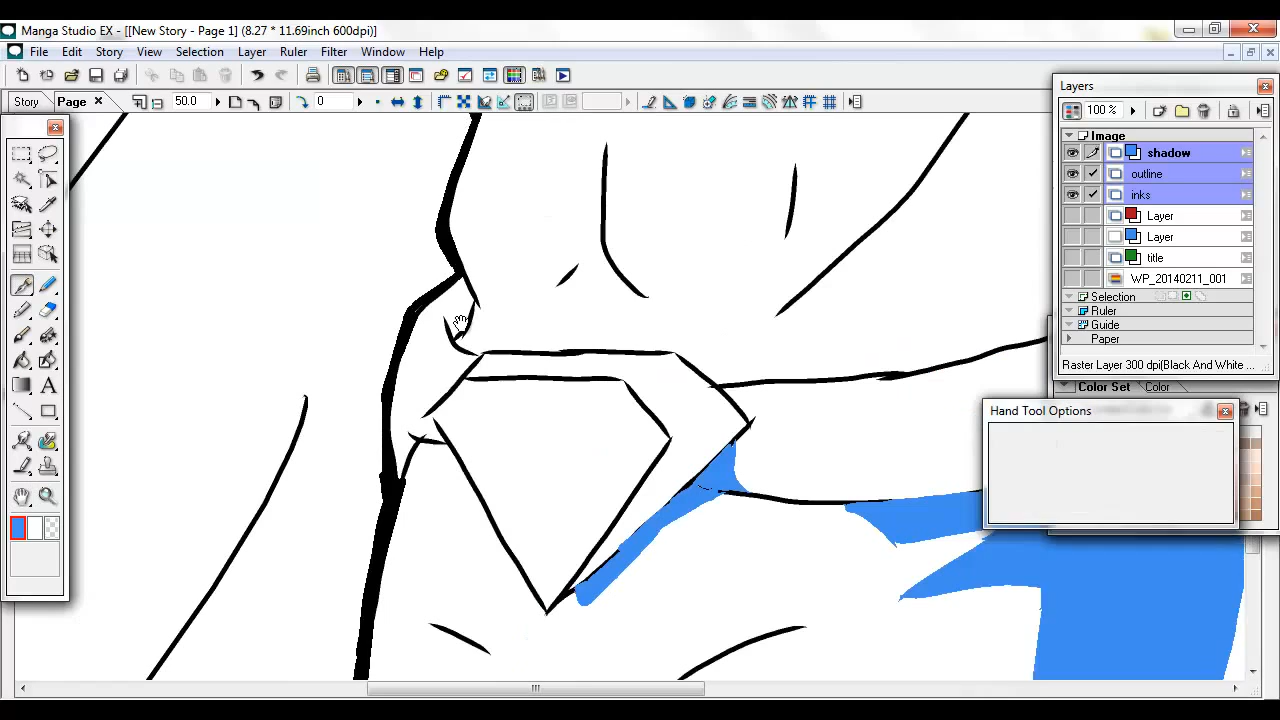 Manga Studio EX - [[New Story - Page 1] (8.27 * 11.69inch 600dpi)]
File Edit Story View Selection Layer Ruler Filter Window Help
Story Page 50.0 0
Layers
100 %
Image
shadow
outline
inks
Layer
Layer
title
WP_20140211_001
Selection
Ruler
Guide
Paper
Raster Layer 300 dpi(Black And White ...
Color Set Color
Hand Tool Options
A